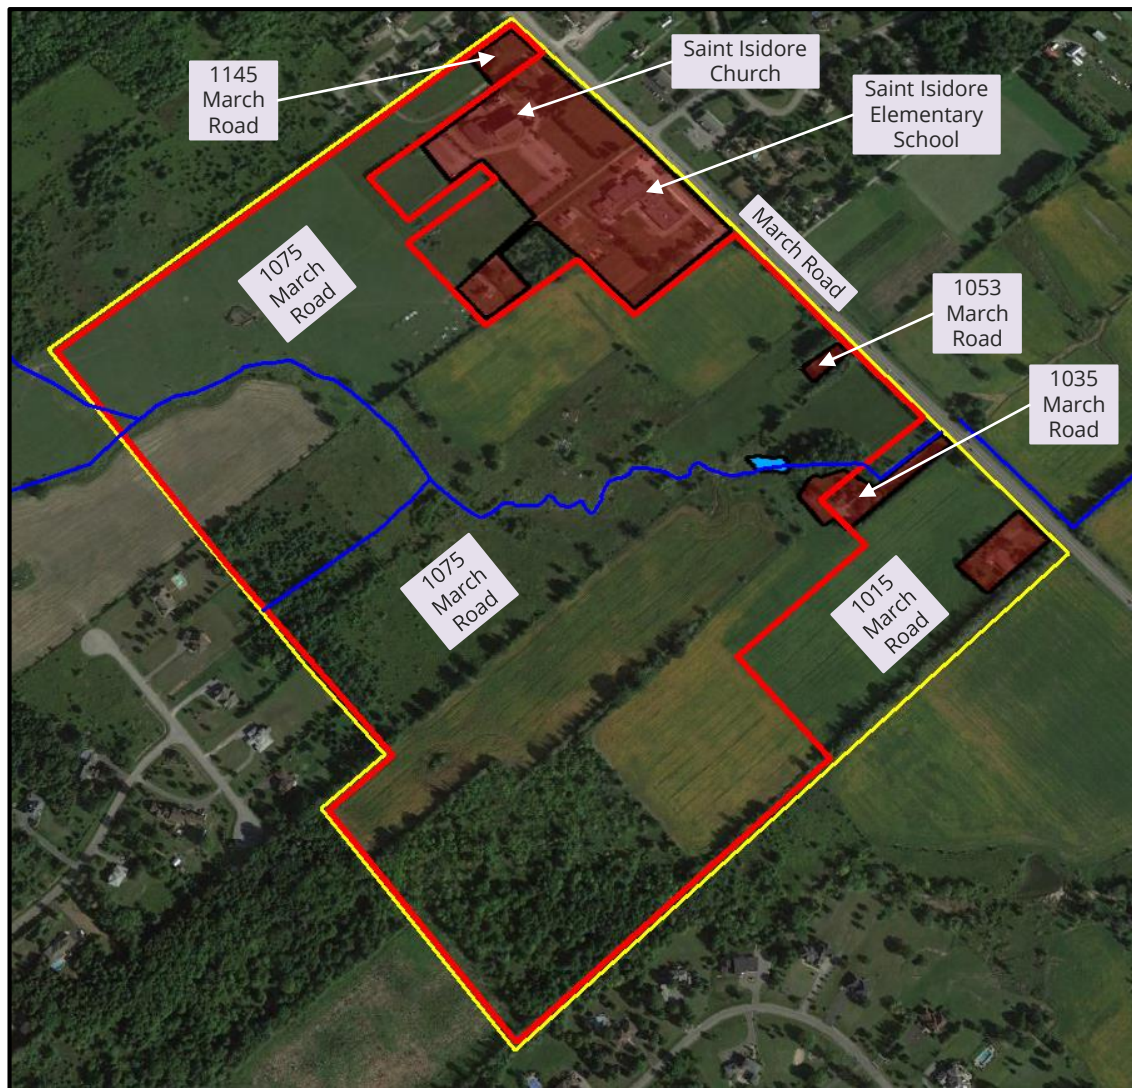 1145
March
Road
Saint Isidore
Church
Saint Isidore
Elementary
School
March Road
1075
March
Road
1053
March
Road
1035
March
Road
1075
March
Road
1015
March
Road